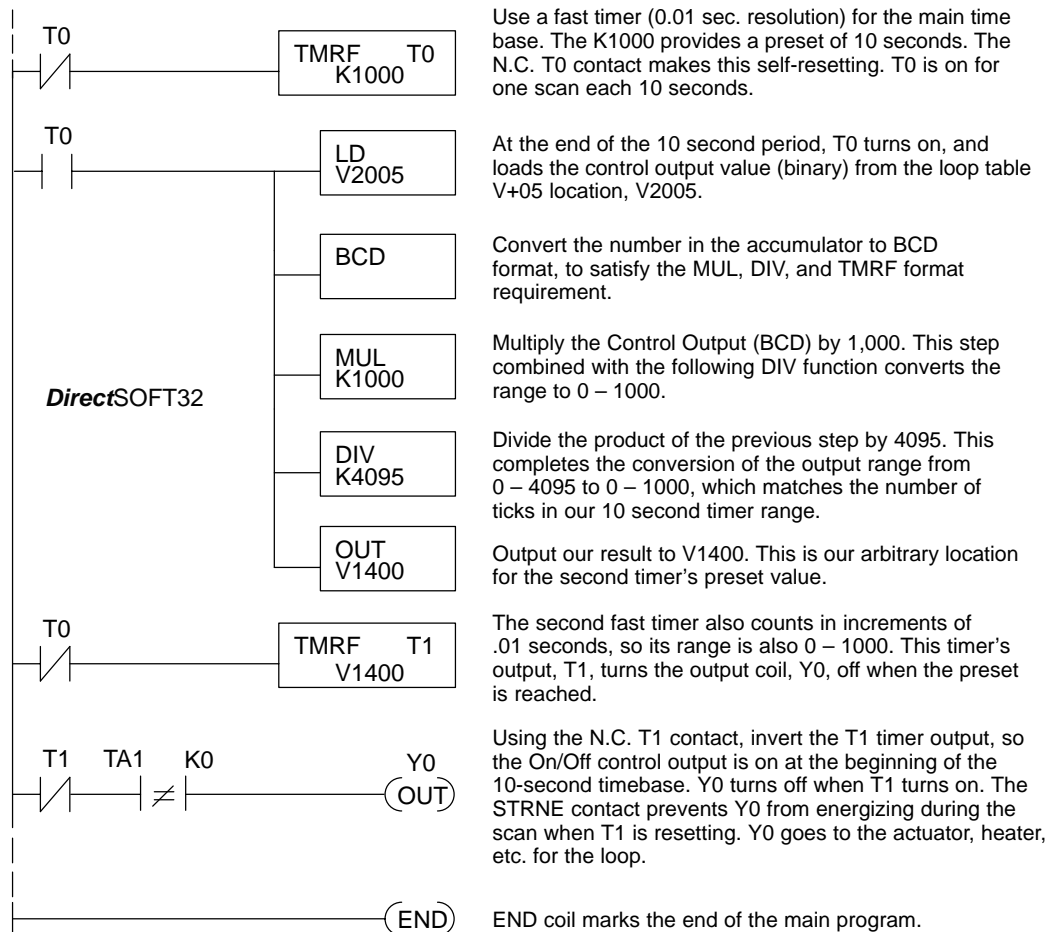 T0
TMRF T0
K1000
Use a fast timer (0.01 sec. resolution) for the main time
base. The K1000 provides a preset of 10 seconds. The
N.C. T0 contact makes this self-resetting. T0 is on for
one scan each 10 seconds.
T0
LD
V2005
At the end of the 10 second period, T0 turns on, and
loads the control output value (binary) from the loop table
V+05 location, V2005.
BCD
Convert the number in the accumulator to BCD
format, to satisfy the MUL, DIV, and TMRF format
requirement.
MUL
K1000
Multiply the Control Output (BCD) by 1,000. This step
combined with the following DIV function converts the
range to 0 – 1000.
DirectSOFT32
DIV
K4095
Divide the product of the previous step by 4095. This
completes the conversion of the output range from
0 – 4095 to 0 – 1000, which matches the number of
ticks in our 10 second timer range.
OUT
V1400
Output our result to V1400. This is our arbitrary location
for the second timer's preset value.
T0
TMRF T1
V1400
The second fast timer also counts in increments of
.01 seconds, so its range is also 0 – 1000. This timer's
output, T1, turns the output coil, Y0, off when the preset
is reached.
T1 TA1 K0 Y0
≠ OUT
Using the N.C. T1 contact, invert the T1 timer output, so
the On/Off control output is on at the beginning of the
10-second timebase. Y0 turns off when T1 turns on. The
STRNE contact prevents Y0 from energizing during the
scan when T1 is resetting. Y0 goes to the actuator, heater,
etc. for the loop.
END
END coil marks the end of the main program.